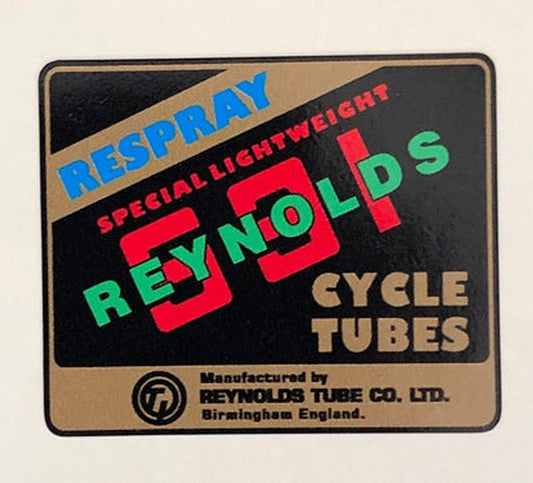 RESPRAY
SPECIAL LIGHTWEIGHT
531
REYNOLDS
CYCLE
TUBES
Manufactured by
REYNOLDS TUBE CO. LTD.
Birmingham England.